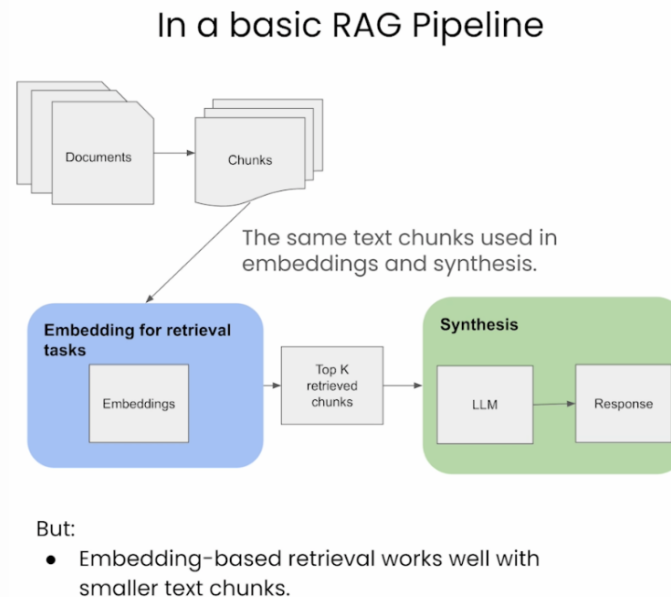 In a basic RAG Pipeline
Documents
Chunks
The same text chunks used in
embeddings and synthesis.
Embedding for retrieval
tasks
Embeddings
Top K
retrieved
chunks
Synthesis
LLM
Response
But:
● Embedding-based retrieval works well with
smaller text chunks.